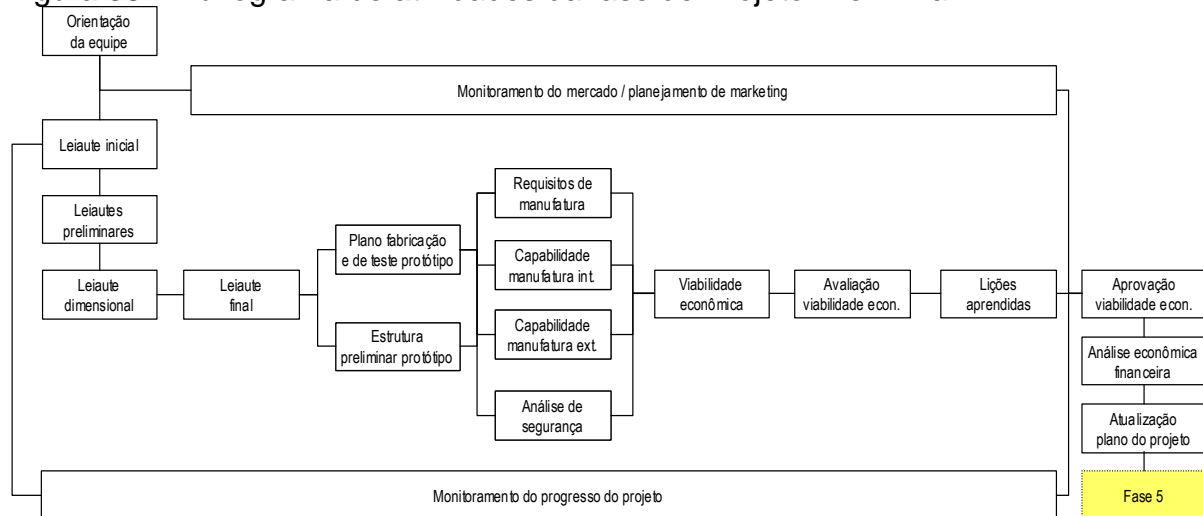 Orientação
da equipe
Monitoramento do mercado / planejamento de marketing
Leiaute inicial
Leiautes
preliminares
Leiaute
dimensional
Leiaute
final
Plano fabricação
e de teste protótipo
Estrutura
preliminar protótipo
Requisitos de
manufatura
Capabilidade
manufatura int.
Capabilidade
manufatura ext.
Análise de
segurança
Viabilidade
econômica
Avaliação
viabilidade econ.
Lições
aprendidas
Aprovação
viabilidade econ.
Análise econômica
financeira
Atualização
plano do projeto
Monitoramento do progresso do projeto
Fase 5